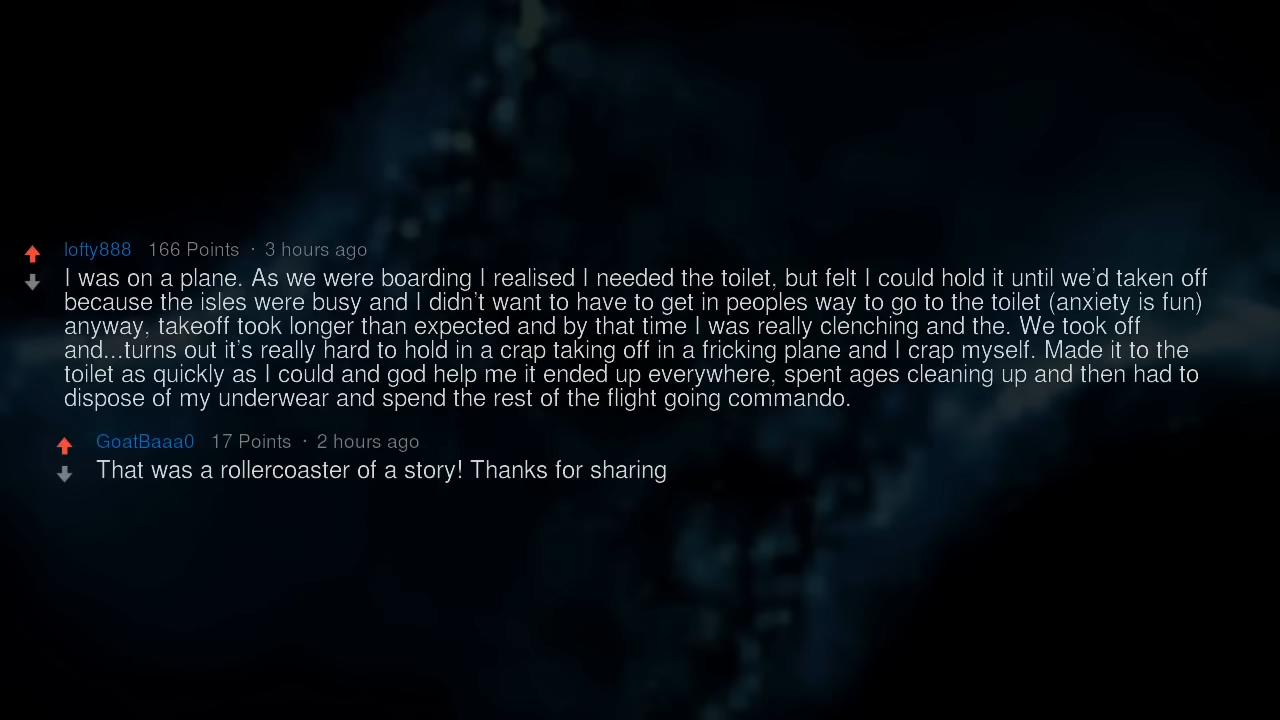 lofty888 166 Points · 3 hours ago
I was on a plane. As we were boarding I realised I needed the toilet, but felt I could hold it until we'd taken off
because the isles were busy and I didn't want to have to get in peoples way to go to the toilet (anxiety is fun)
anyway, takeoff took longer than expected and by that time I was really clenching and the. We took off
and...turns out it's really hard to hold in a crap taking off in a fricking plane and I crap myself. Made it to the
toilet as quickly as I could and god help me it ended up everywhere, spent ages cleaning up and then had to
dispose of my underwear and spend the rest of the flight going commando.
GoatBaaa0 17 Points · 2 hours ago
That was a rollercoaster of a story! Thanks for sharing